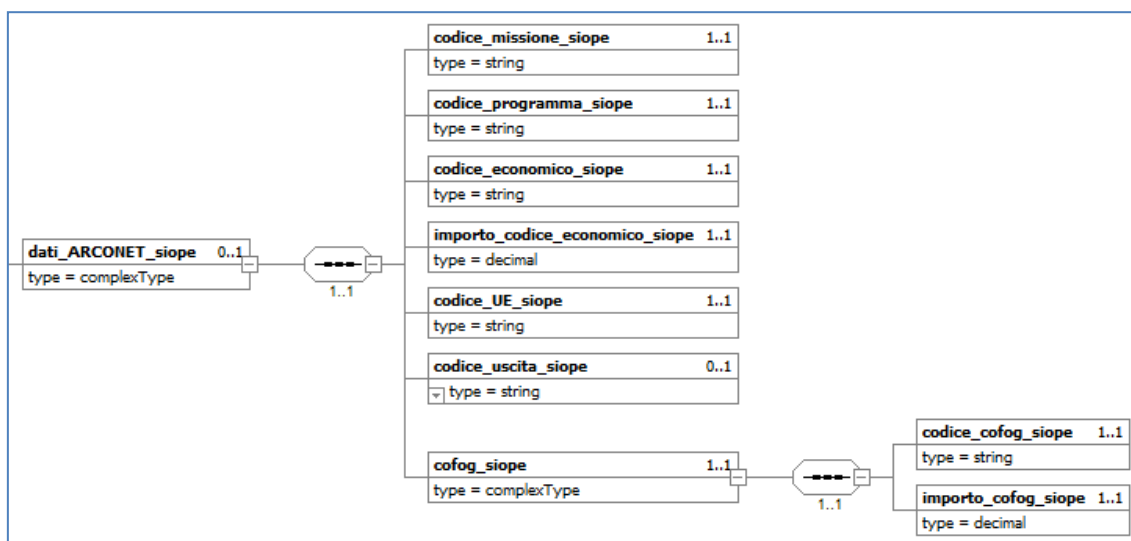 codice_missione_siope 1..1
type = string
codice_programma_siope 1..1
type = string
codice_economico_siope 1..1
type = string
importo_codice_economico_siope 1..1
type = decimal
dati_ARCONET_siope 0..1
type = complexType
1..1
codice_UE_siope 1..1
type = string
codice_uscita_siope 0..1
type = string
cofog_siope 1..1
type = complexType
1..1
codice_cofog_siope 1..1
type = string
importo_cofog_siope 1..1
type = decimal